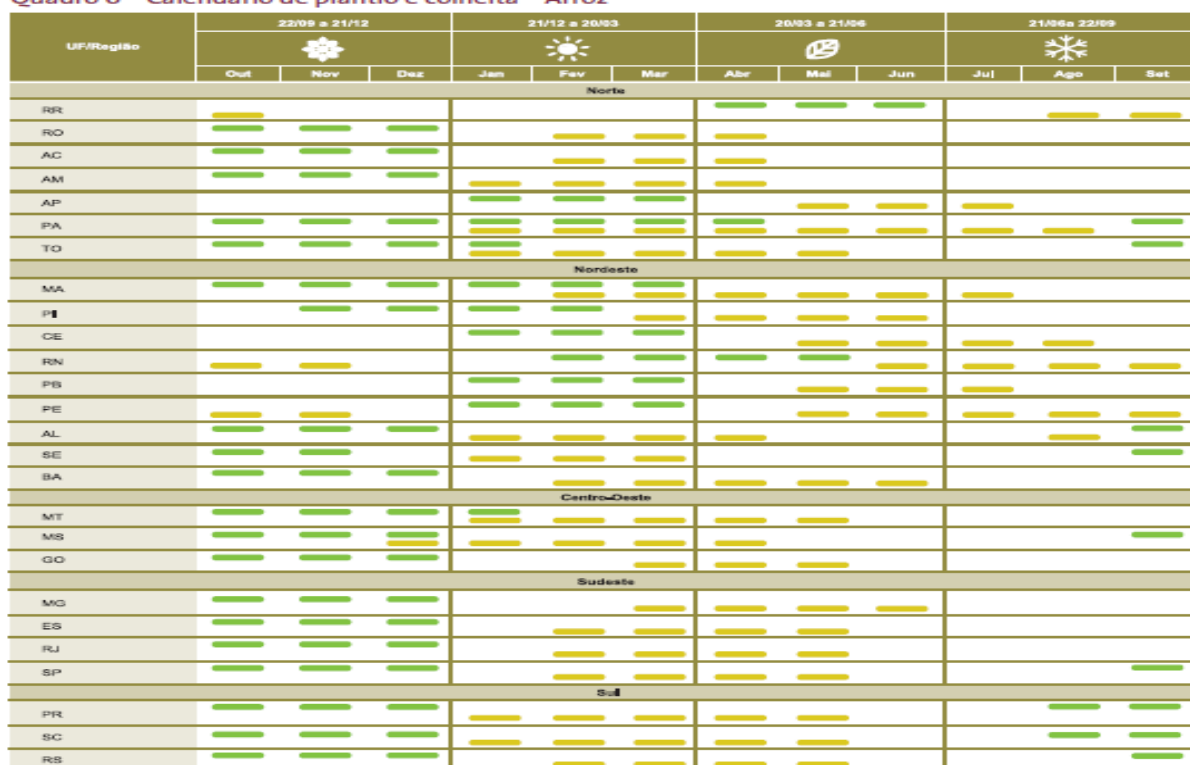 Quadro 6 - Calendário de plantio e colheita - Arroz
UF/Região
22/09 a 21/12
21/12 a 20/03
20/03 a 21/06
21/06a 22/09
Out Nov Dez Jan Fev Mar Abr Mai Jun Jul Ago Set
Norte
RR
RO
AC
AM
AP
PA
TO
Nordeste
MA
PI
CE
RN
PB
PE
AL
SE
BA
Centro-Oeste
MT
MS
GO
Sudeste
MG
ES
RJ
SP
Sul
PR
SC
RS